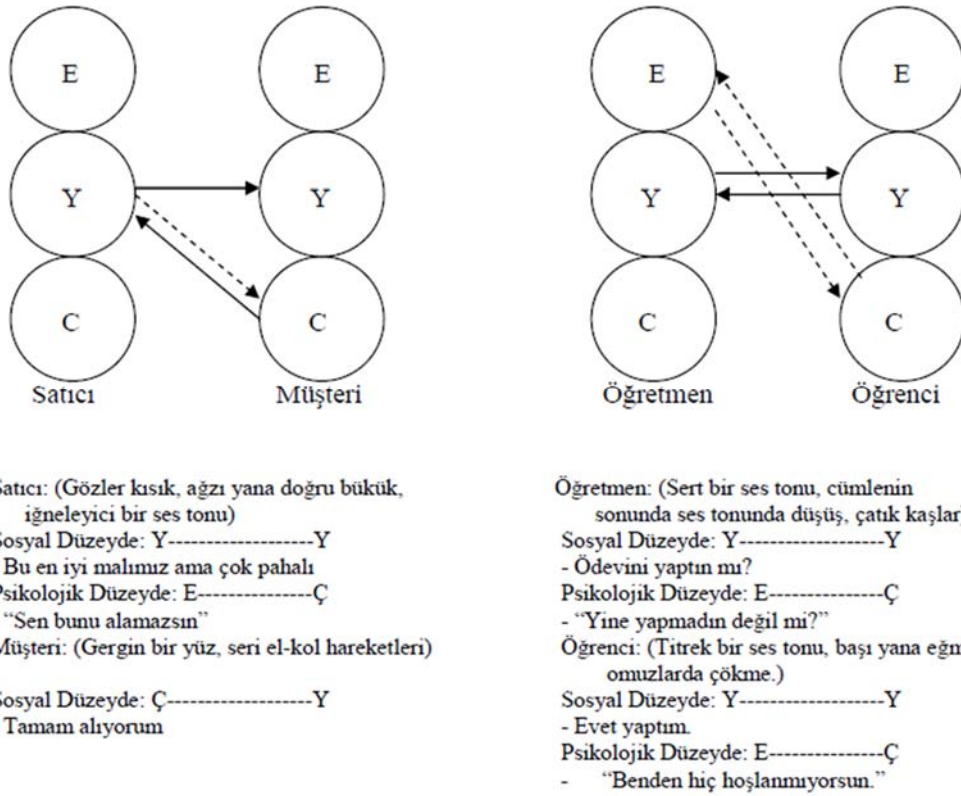 E E
Y Y
C C
Satıcı Müşteri
E E
Y Y
C C
Öğretmen Öğrenci
Satıcı: (Gözler kısık, ağzı yana doğru bükük,
iğneleyici bir ses tonu)
Sosyal Düzeyde: Y-------------------Y
Bu en iyi malımız ama çok pahalı
Psikolojik Düzeyde: E---------------Ç
“Sen bunu alamazsın”
Müşteri: (Gergin bir yüz, seri el-kol hareketleri)
Sosyal Düzeyde: Ç-------------------Y
Tamam alıyorum
Öğretmen: (Sert bir ses tonu, cümlenin
sonunda ses tonunda düşüş, çatık kaşlar)
Sosyal Düzeyde: Y-------------------Y
- Ödevini yaptın mı?
Psikolojik Düzeyde: E---------------Ç
- “Yine yapmadın değil mi?”
Öğrenci: (Titrek bir ses tonu, başı yana eğm
omuzlarda çökme.)
Sosyal Düzeyde: Y-------------------Y
- Evet yaptım.
Psikolojik Düzeyde: E---------------Ç
- “Benden hiç hoşlanmıyorsun.”